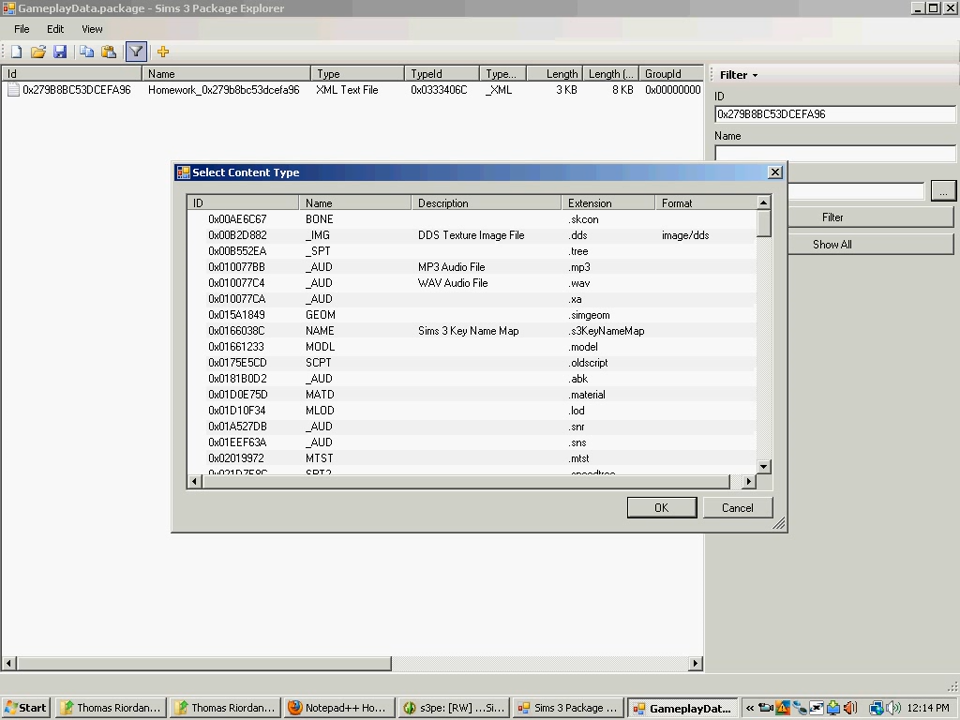 GameplayData.package - Sims 3 Package Explorer
File Edit View
Id Name Type TypeId Type... Length Length (... GroupId
0x279B8BC53DCEFA96 Homework_0x279b8bc53dcefa96 XML Text File 0x0333406C _XML 3 KB 8 KB 0x00000000
Filter
ID
0x279B8BC53DCEFA96
Name
...
Filter
Show All
Select Content Type
ID Name Description Extension Format
0x00AE6C67 BONE .skcon
0x00B2D882 _IMG DDS Texture Image File .dds image/dds
0x00B552EA _SPT .tree
0x010077BB _AUD MP3 Audio File .mp3
0x010077C4 _AUD WAV Audio File .wav
0x010077CA _AUD .xa
0x015A1849 GEOM .simgeom
0x0166038C NAME Sims 3 Key Name Map .s3KeyNameMap
0x01661233 MODL .model
0x0175E5CD SCPT .oldscript
0x0181B0D2 _AUD .abk
0x01D0E75D MATD .material
0x01D10F34 MLOD .lod
0x01A527DB _AUD .snr
0x01EEF63A _AUD .sns
0x02019972 MTST .mtst
0x021D7E8C SPT2 .speedtree
OK Cancel
Start Thomas Riordan... Thomas Riordan... Notepad++ Ho... s3pe: [RW] ...Si... Sims 3 Package ... GameplayDat... « 12:14 PM